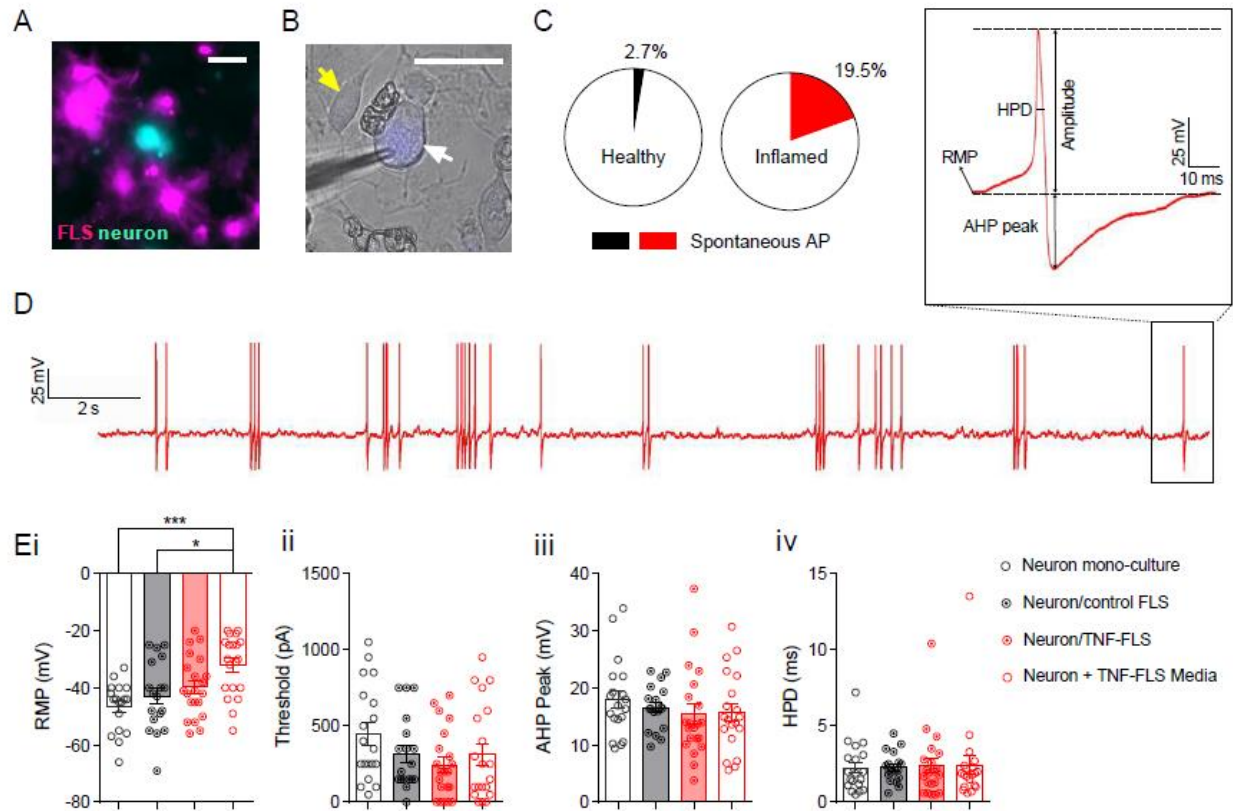 A
FLS neuron
B
C
2.7%
Healthy
19.5%
Inflamed
Spontaneous AP
HPD
Amplitude
RMP
25 mV
10 ms
AHP peak
D
25 mV
2 s
Ei
***
*
0
-20
-40
-60
-80
RMP (mV)
ii
1500
1000
500
0
Threshold (pA)
iii
40
30
20
10
0
AHP Peak (mV)
iv
15
10
5
0
HPD (ms)
Neuron mono-culture
Neuron/control FLS
Neuron/TNF-FLS
Neuron + TNF-FLS Media